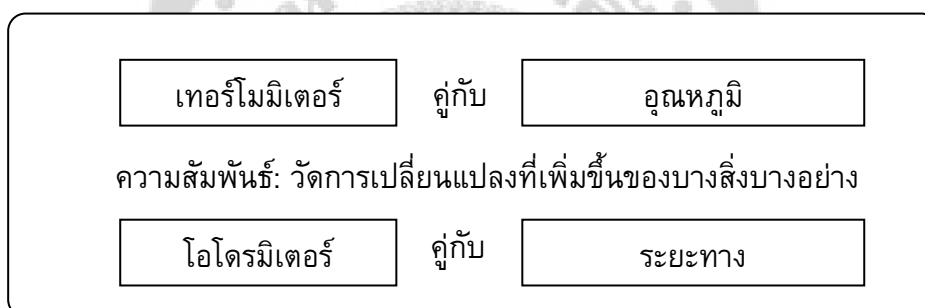 เทอร์โมมิเตอร์ คู่กับ อุณหภูมิ
ความสัมพันธ์: วัดการเปลี่ยนแปลงที่เพิ่มขึ้นของบางสิ่งบางอย่าง
โอโดรมิเตอร์ คู่กับ ระยะทาง